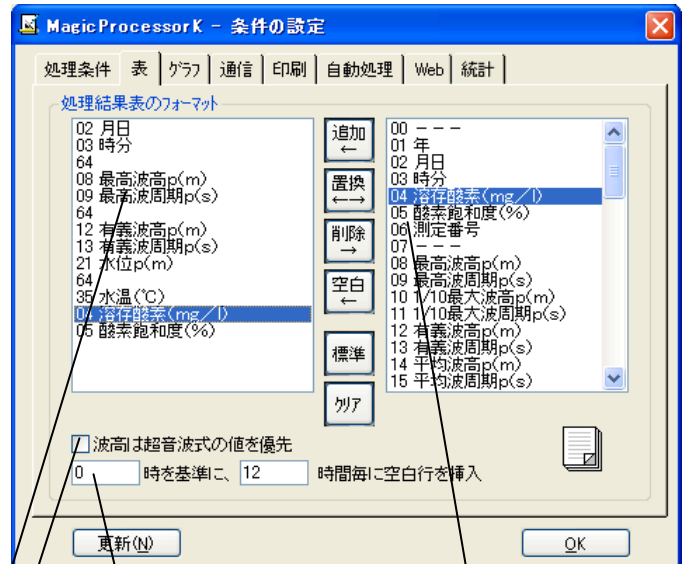 MagicProcessorK - 条件の設定
処理条件 表 グラフ 通信 印刷 自動処理 Web 統計
処理結果表のフォーマット
02 月日
03 時分
64
08 最高波高p(m)
09 最高波周期p(s)
64
12 有義波高p(m)
13 有義波周期p(s)
21 水位p(m)
64
35 水温(℃)
04 溶存酸素(mg/l)
05 酸素飽和度(%)
追加
←
置換
←→
削除
→
空白
←
標準
クリア
00 - - -
01 年
02 月日
03 時分
04 溶存酸素(mg/l)
05 酸素飽和度(%)
06 測定番号
07 - - -
08 最高波高p(m)
09 最高波周期p(s)
10 1/10最大波高p(m)
11 1/10最大波周期p(s)
12 有義波高p(m)
13 有義波周期p(s)
14 平均波高p(m)
15 平均波周期p(s)
波高は超音波式の値を優先
0 時を基準に、 12 時間毎に空白行を挿入
更新(N)
OK